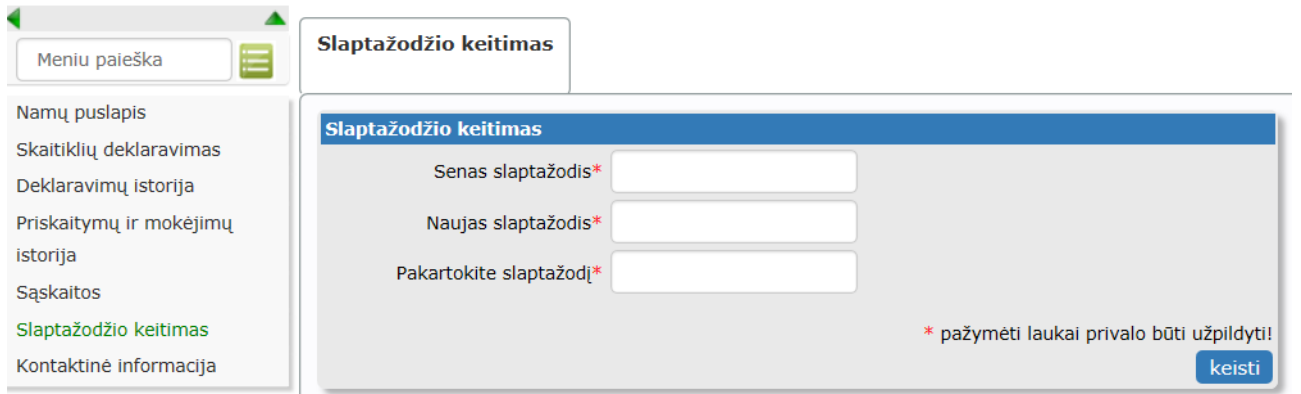 Meniu paieška
Namų puslapis
Skaitiklių deklaravimas
Deklaravimų istorija
Priskaitymų ir mokėjimų
istorija
Sąskaitos
Slaptažodžio keitimas
Kontaktinė informacija
Slaptažodžio keitimas
Slaptažodžio keitimas
Senas slaptažodis*
Naujas slaptažodis*
Pakartokite slaptažodį*
* pažymėti laukai privalo būti užpildyti!
keisti